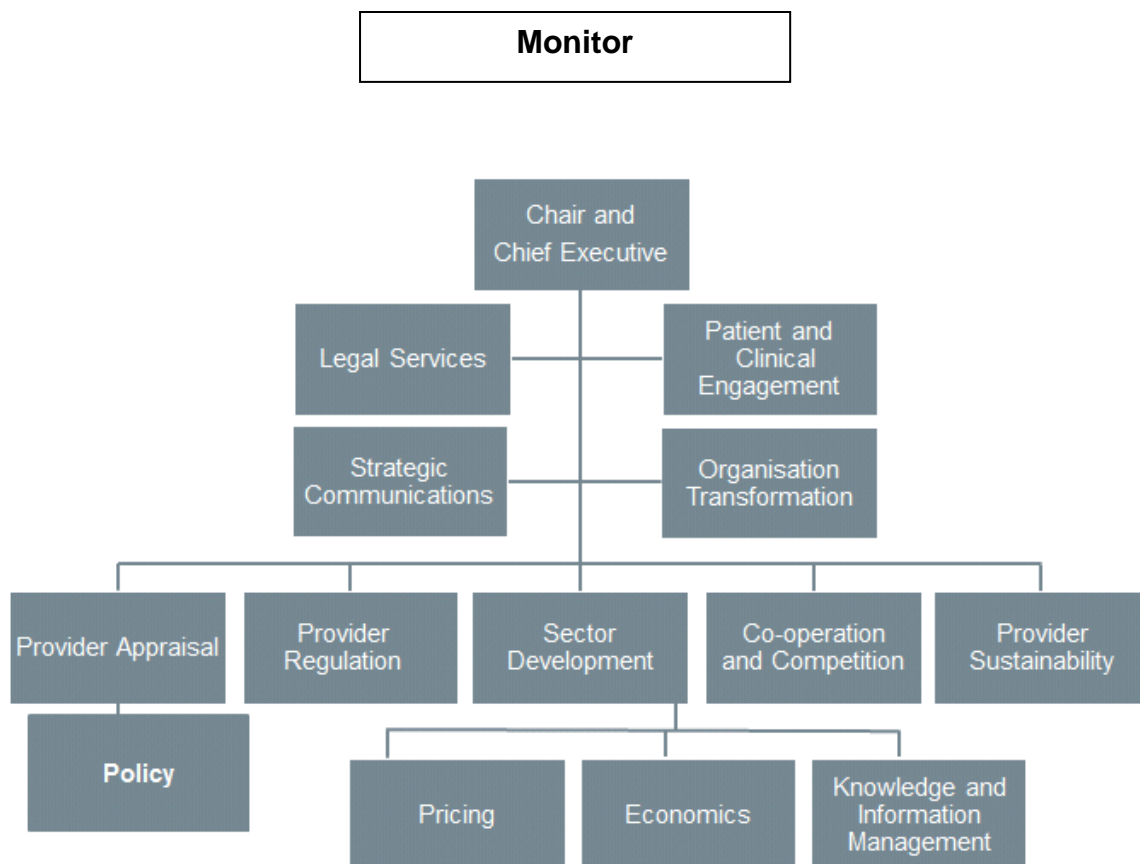 Monitor
Chair and
Chief Executive
Legal Services
Patient and
Clinical
Engagement
Strategic
Communications
Organisation
Transformation
Provider Appraisal
Provider
Regulation
Sector
Development
Co-operation
and Competition
Provider
Sustainability
Policy
Pricing
Economics
Knowledge and
Information
Management